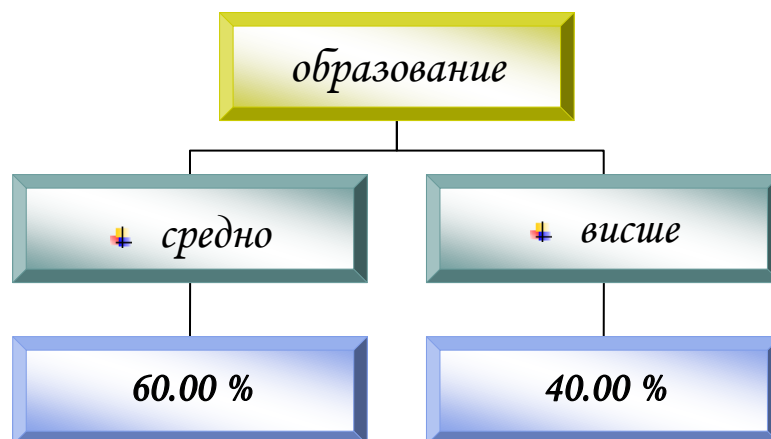 образование
средно
висше
60.00 %
40.00 %